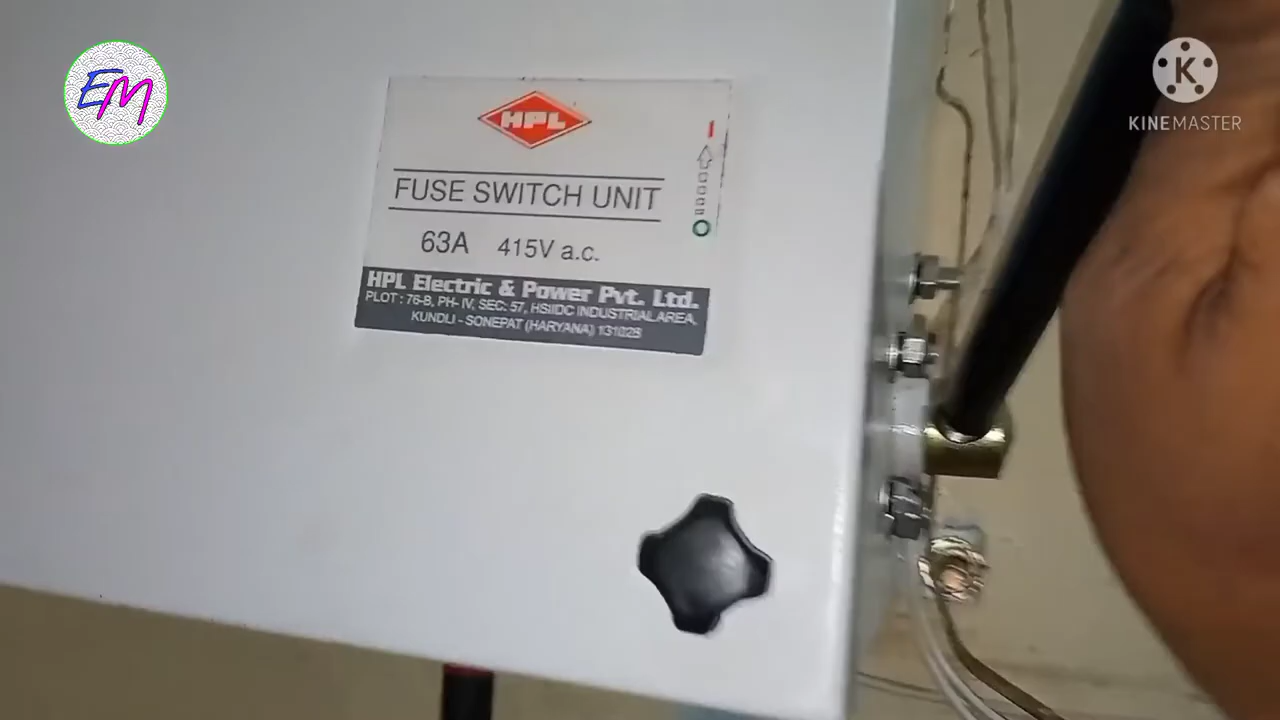 EM
K
KINEMASTER
HPL
I
FUSE SWITCH UNIT
O
63A 415V a.c.
HPL Electric & Power Pvt. Ltd.
PLOT : 76-B, PH- IV, SEC: 57, HSIIDC INDUSTRIAL AREA,
KUNDLI - SONEPAT (HARYANA) 131028